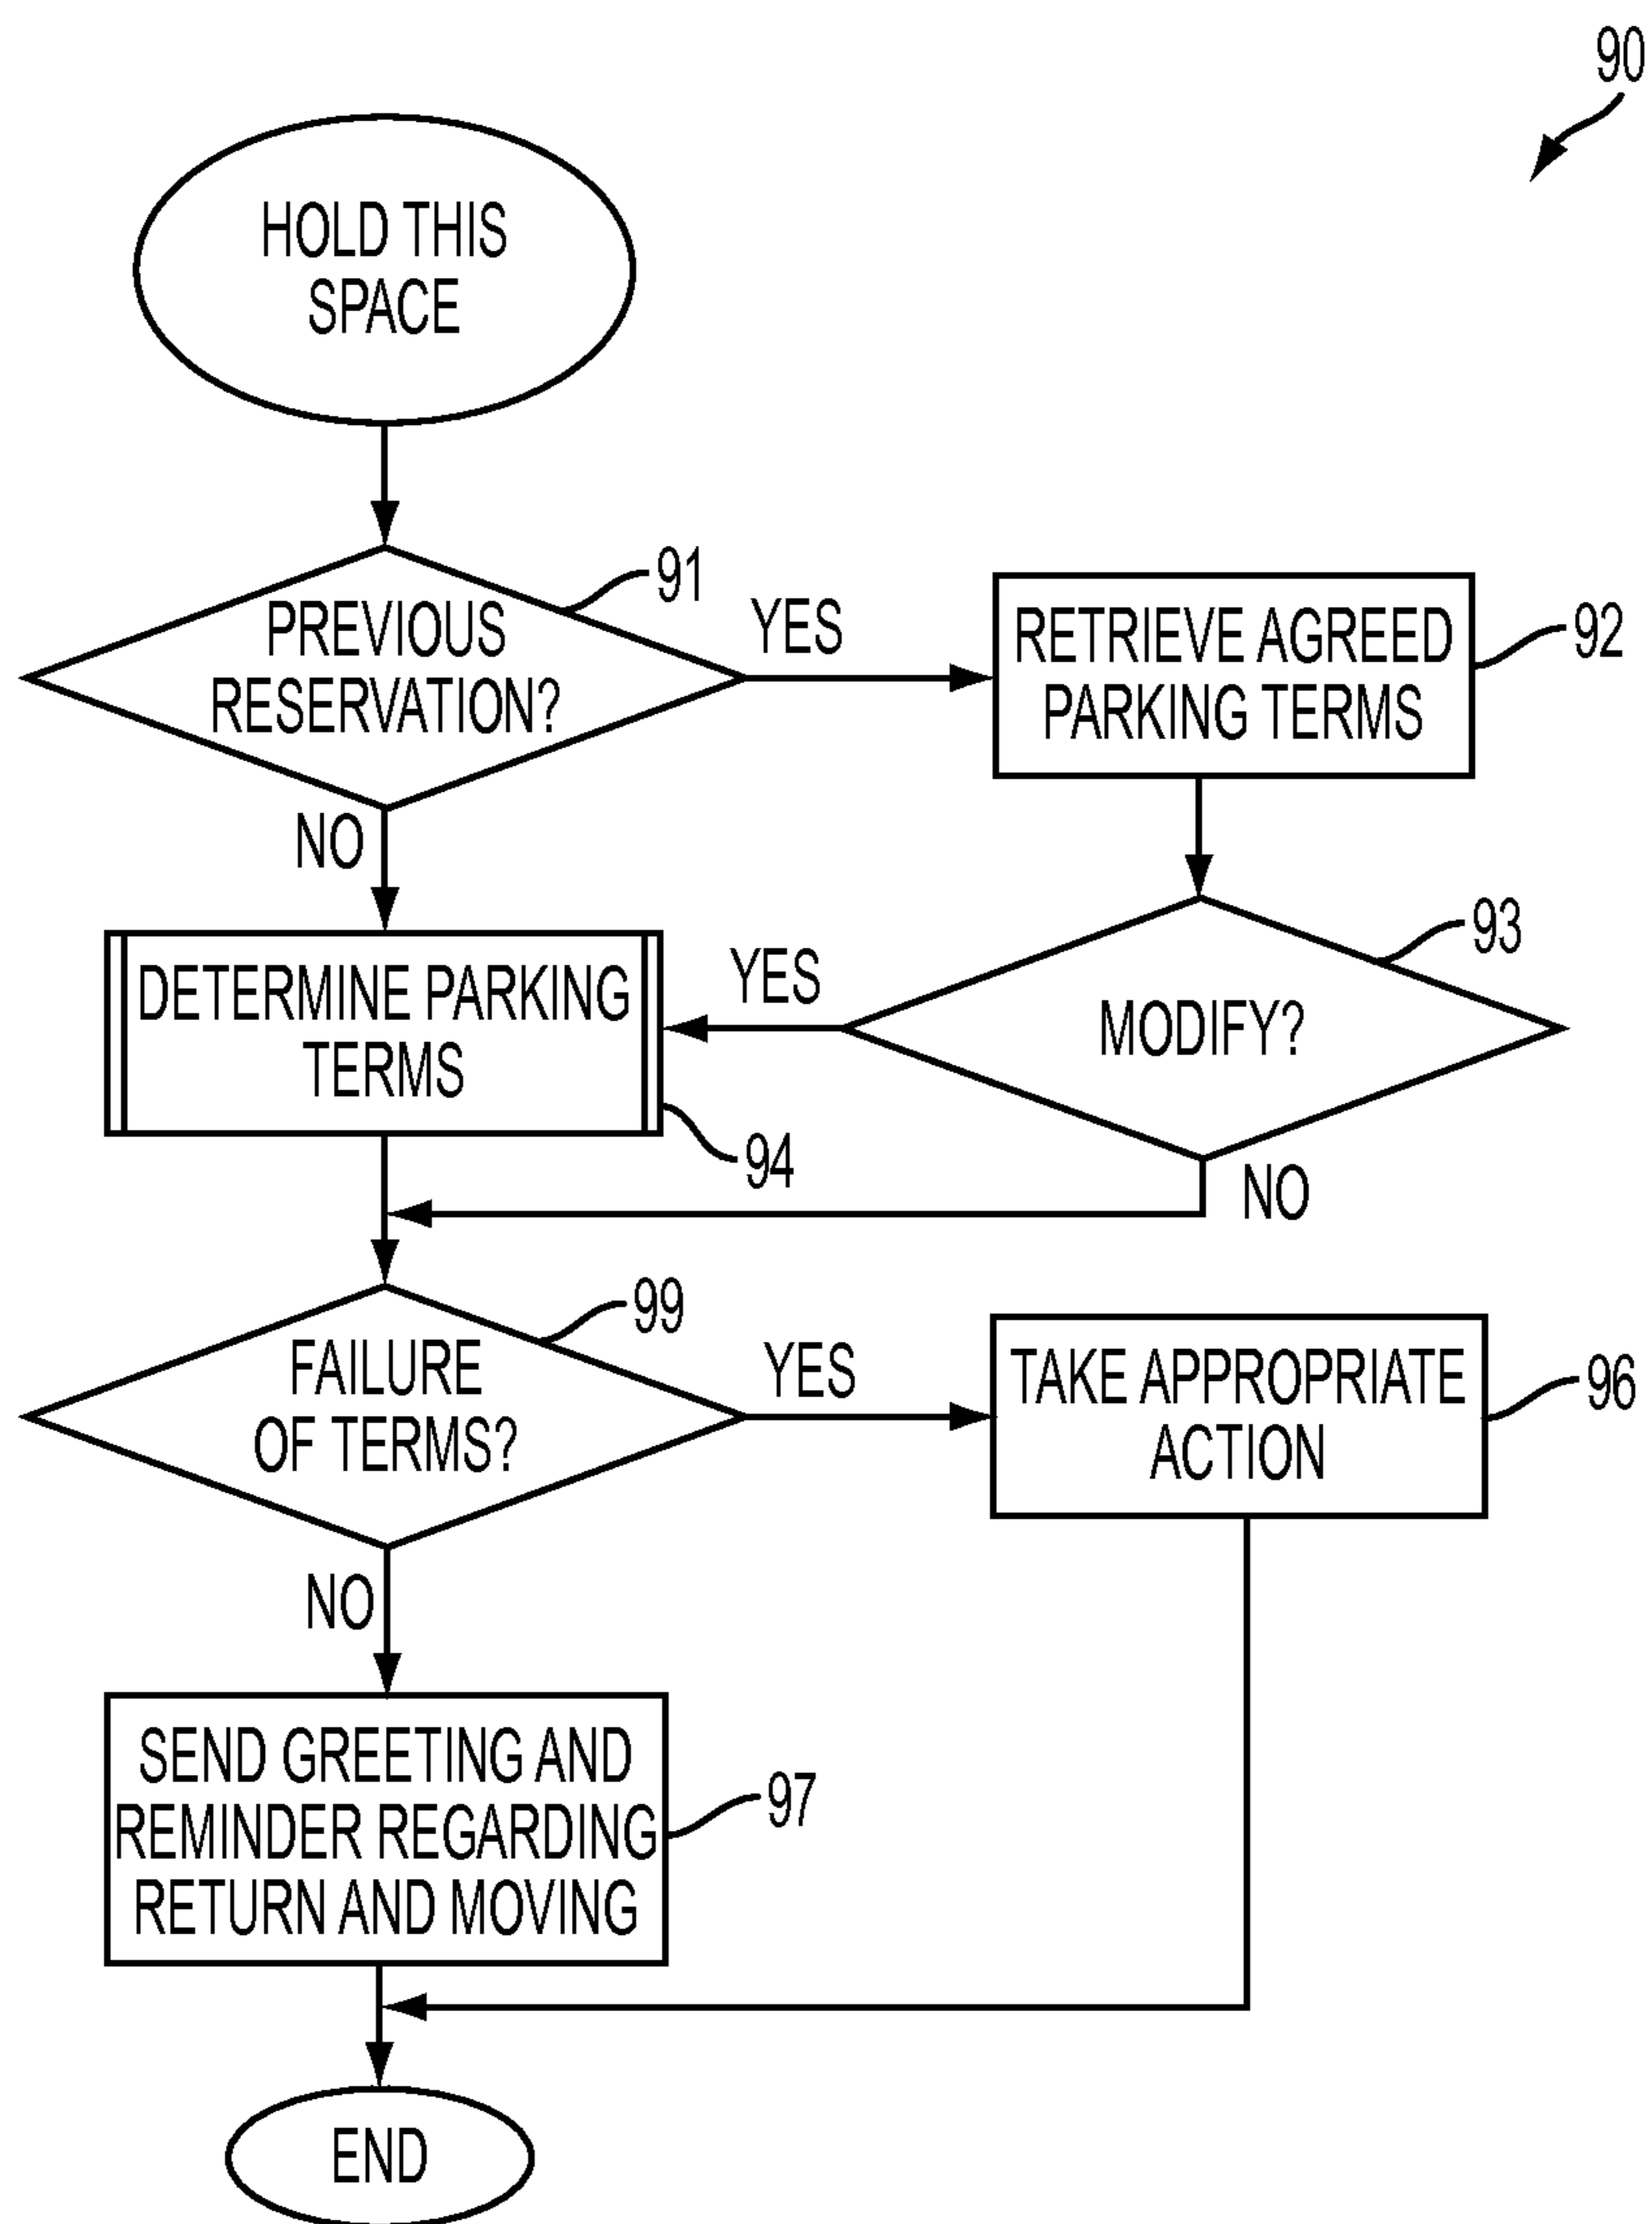 90
HOLD THIS
SPACE
PREVIOUS
RESERVATION?
91
YES
RETRIEVE AGREED
PARKING TERMS
92
NO
DETERMINE PARKING
TERMS
94
YES
MODIFY?
93
NO
FAILURE
OF TERMS?
99
YES
TAKE APPROPRIATE
ACTION
96
NO
SEND GREETING AND
REMINDER REGARDING
RETURN AND MOVING
97
END